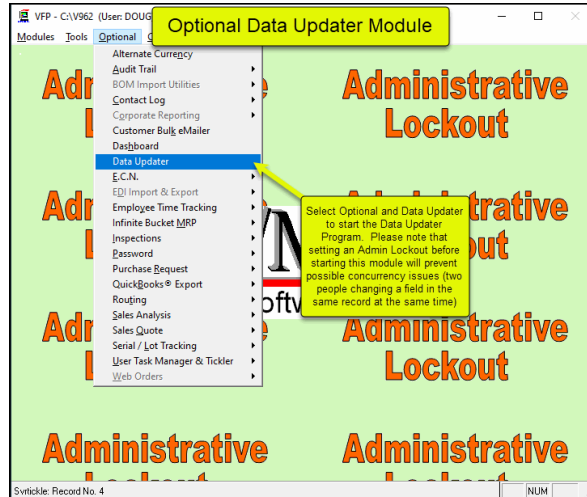 VFP - C:\V962 (User: DOUG
Optional Data Updater Module
Modules Tools Optional
Alternate Currency
Audit Trail
BOM Import Utilities
Contact Log
Corporate Reporting
Customer Bulk eMailer
Dashboard
Data Updater
E.C.N.
EDI Import & Export
Employee Time Tracking
Infinite Bucket MRP
Inspections
Password
Purchase Request
QuickBooks® Export
Routing
Sales Analysis
Sales Quote
Serial / Lot Tracking
User Task Manager & Tickler
Web Orders
Select Optional and Data Updater
to start the Data Updater
Program. Please note that
setting an Admin Lockout before
starting this module will prevent
possible concurrency issues (two
people changing a field in the
same record at the same time)
Administrative
Lockout
Administrative
Lockout
Administrative
Administrative
Svrtickle: Record No. 4
NUM